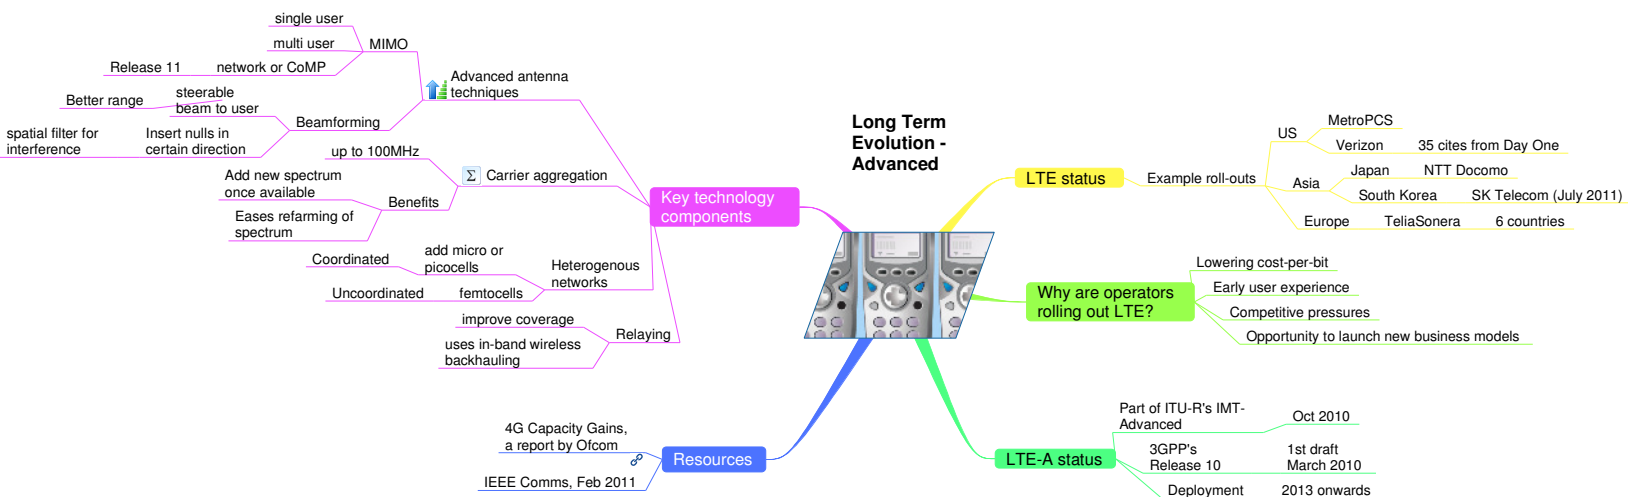 Long Term
Evolution -
Advanced
Key technology
components
Advanced antenna
techniques
MIMO
single user
multi user
network or CoMP
Release 11
Beamforming
steerable
beam to user
Better range
Insert nulls in
certain direction
spatial filter for
interference
Σ
Carrier aggregation
up to 100MHz
Benefits
Add new spectrum
once available
Eases refarming of
spectrum
Heterogenous
networks
add micro or
picocells
Coordinated
femtocells
Uncoordinated
Relaying
improve coverage
uses in-band wireless
backhauling
Resources
4G Capacity Gains,
a report by Ofcom
IEEE Comms, Feb 2011
LTE status
Example roll-outs
US
MetroPCS
Verizon
35 cites from Day One
Asia
Japan
NTT Docomo
South Korea
SK Telecom (July 2011)
Europe
TeliaSonera
6 countries
Why are operators
rolling out LTE?
Lowering cost-per-bit
Early user experience
Competitive pressures
Opportunity to launch new business models
LTE-A status
Part of ITU-R's IMT-
Advanced
Oct 2010
3GPP's
Release 10
1st draft
March 2010
Deployment
2013 onwards